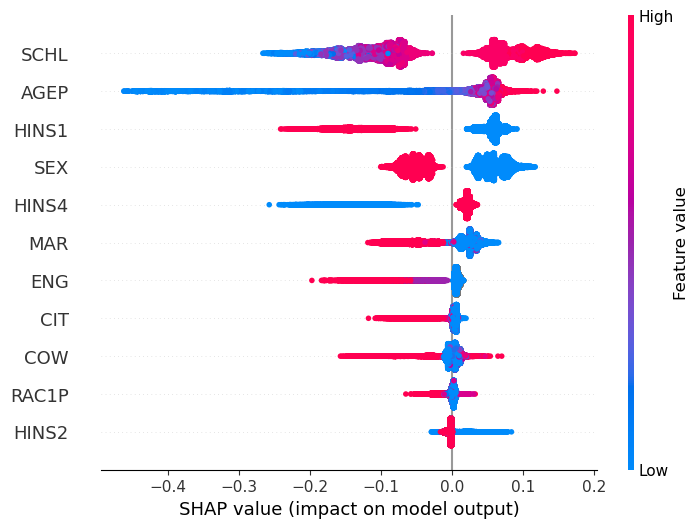 High
SCHL
AGEP
HINS1
SEX
HINS4
MAR
ENG
CIT
COW
RAC1P
HINS2
Feature value
Low
−0.4 −0.3 −0.2 −0.1 0.0 0.1 0.2
SHAP value (impact on model output)